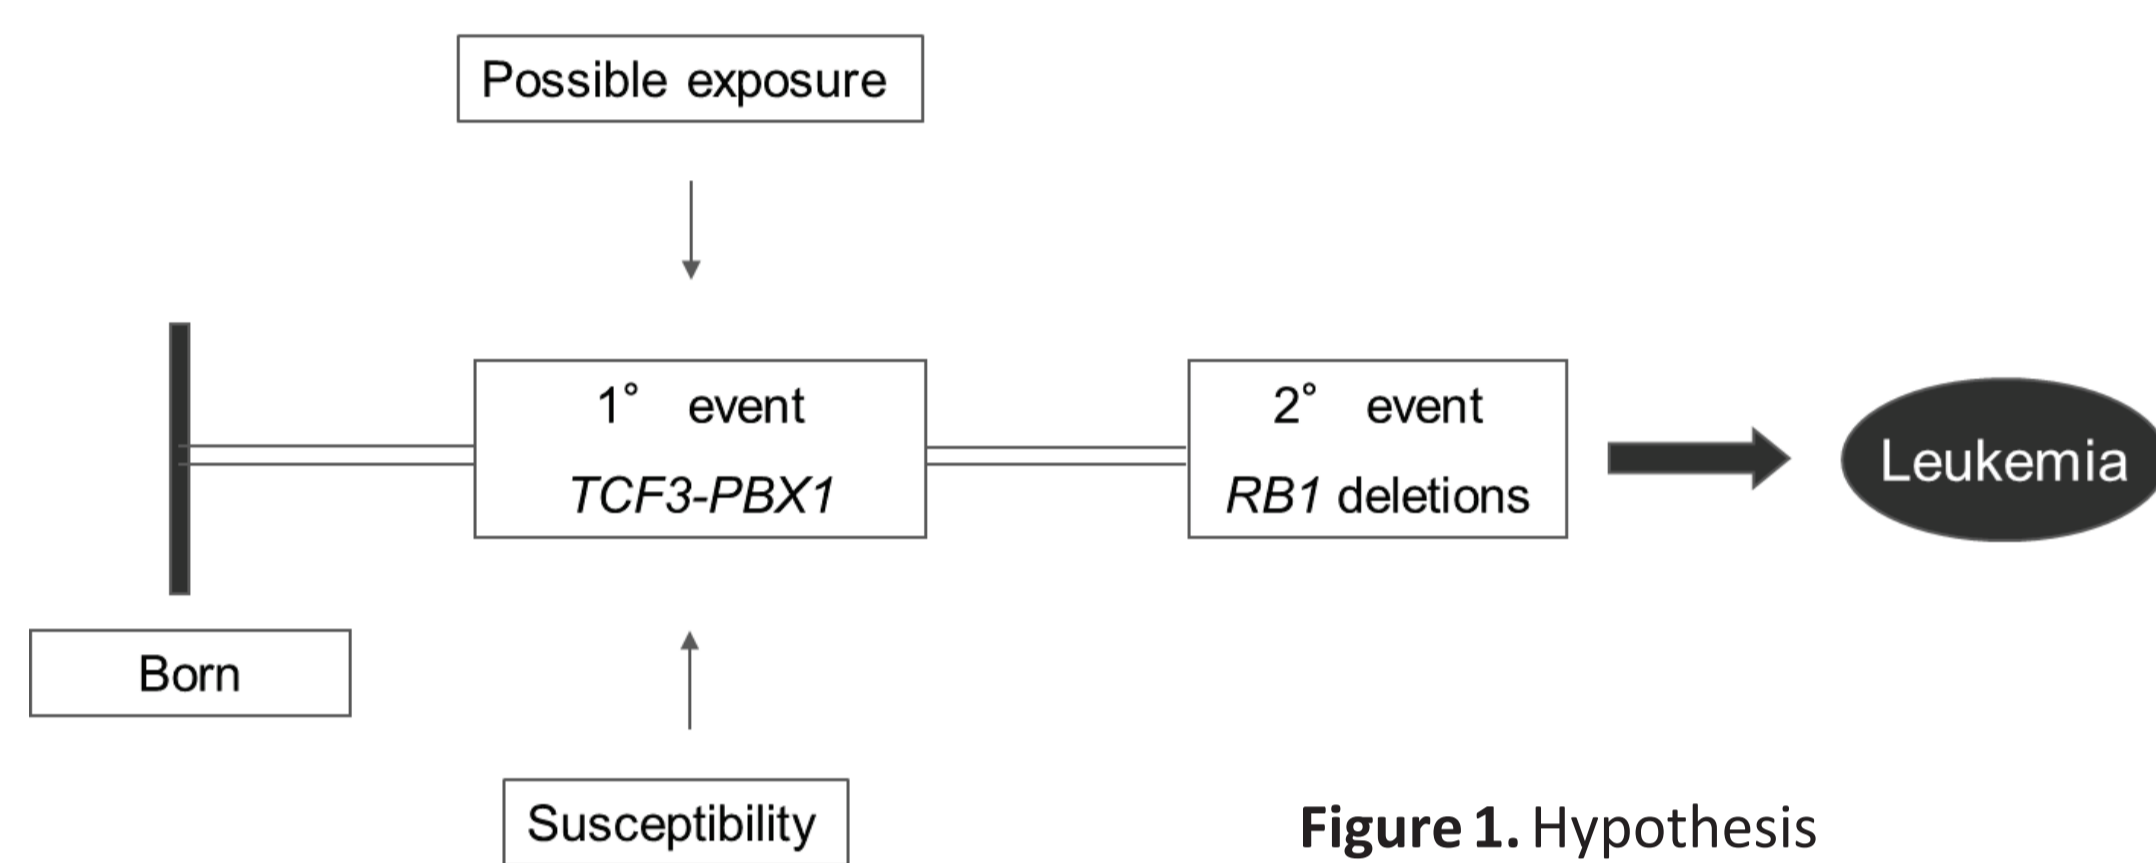 Possible exposure
1° event
TCF3-PBX1
2° event
RB1 deletions
Leukemia
Born
Susceptibility
Figure 1. Hypothesis